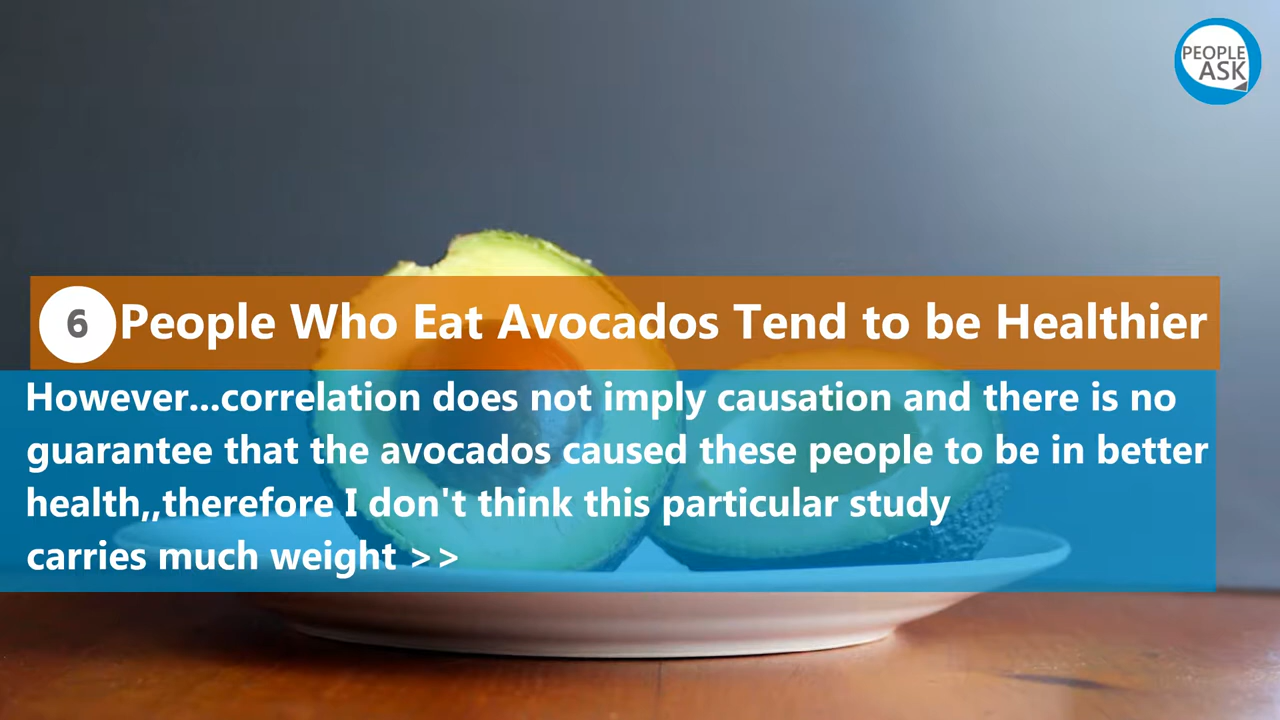 PEOPLE
ASK
6
People Who Eat Avocados Tend to be Healthier
However...correlation does not imply causation and there is no
guarantee that the avocados caused these people to be in better
health,,therefore I don't think this particular study
carries much weight >>